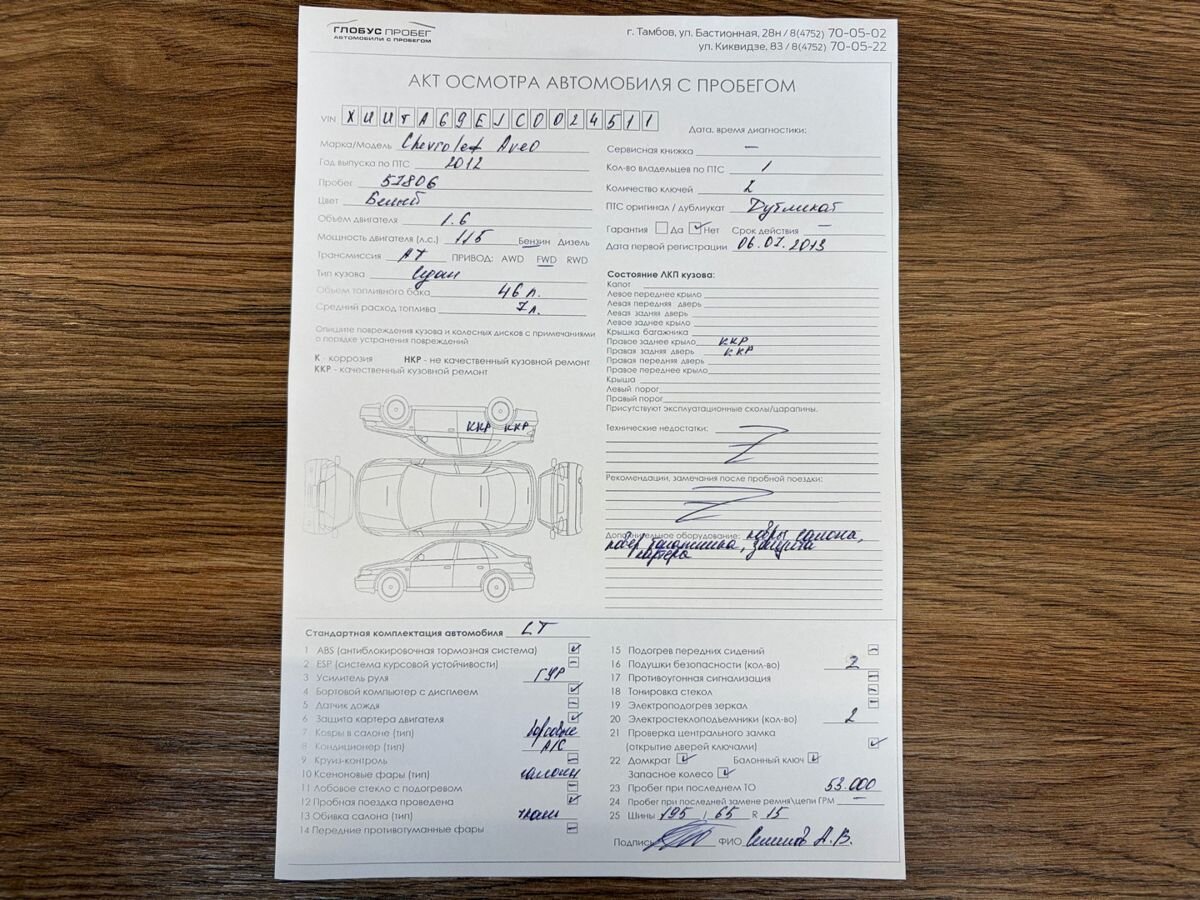 ГЛОБУС ПРОБЕГ
АВТОМОБИЛИ С ПРОБЕГОМ
г. Тамбов, ул. Бастионная, 28н / 8(4752) 70-05-02
ул. Киквидзе, 83 / 8(4752) 70-05-22
АКТ ОСМОТРА АВТОМОБИЛЯ С ПРОБЕГОМ
VIN XUUTA69EJC0024511
Марка/Модель Chevrolet Aveo
Год выпуска по ПТС 2012
Пробег 57806
Цвет Белый
Объем двигателя 1.6
Мощность двигателя (л.с.) 115 Бензин Дизель
Трансмиссия АТ ПРИВОД: AWD FWD RWD
Тип кузова Седан
Объем топливного бака 46 л.
Средний расход топлива 7л.
Опишите повреждения кузова и колесных дисков с примечаниями
о порядке устранения повреждений
К - коррозия НКР - не качественный кузовной ремонт
ККР - качественный кузовной ремонт
ККР ККР
Дата, время диагностики:
Сервисная книжка —
Кол-во владельцев по ПТС 1
Количество ключей 2
ПТС оригинал / дубликат Дубликат
Гарантия Да Нет Срок действия —
Дата первой регистрации 06.07.2013
Состояние ЛКП кузова:
Капот
Левое переднее крыло
Левая передняя дверь
Левая задняя дверь
Левое заднее крыло
Крышка багажника
Правое заднее крыло ККР
Правая задняя дверь ККР
Правая передняя дверь
Правое переднее крыло
Крыша
Левый порог
Правый порог
Присутствуют эксплуатационные сколы/царапины.
Технические недостатки:
Рекомендации, замечания после пробной поездки:
Дополнительное оборудование: ковры салона,
ковер багажника, защита
картера
Стандартная комплектация автомобиля LT
1 ABS (антиблокировочная тормозная система)
2 ESP (система курсовой устойчивости)
3 Усилитель руля ГУР
4 Бортовой компьютер с дисплеем
5 Датчик дождя
6 Защита картера двигателя
7 Ковры в салоне (тип)
8 Кондиционер (тип) A/C
9 Круиз-контроль
10 Ксеноновые фары (тип)
11 Лобовое стекло с подогревом
12 Пробная поездка проведена
13 Обивка салона (тип) ткань
14 Передние противотуманные фары
15 Подогрев передних сидений
16 Подушки безопасности (кол-во) 2
17 Противоугонная сигнализация
18 Тонировка стекол
19 Электроподогрев зеркал
20 Электростеклоподъемники (кол-во) 2
21 Проверка центрального замка
(открытие дверей ключами)
22 Домкрат Балонный ключ
Запасное колесо
23 Пробег при последнем ТО 53.000
24 Пробег при последней замене ремня\цепи ГРМ —
25 Шины 195 / 65 R 15
Подпись ФИО А.В.